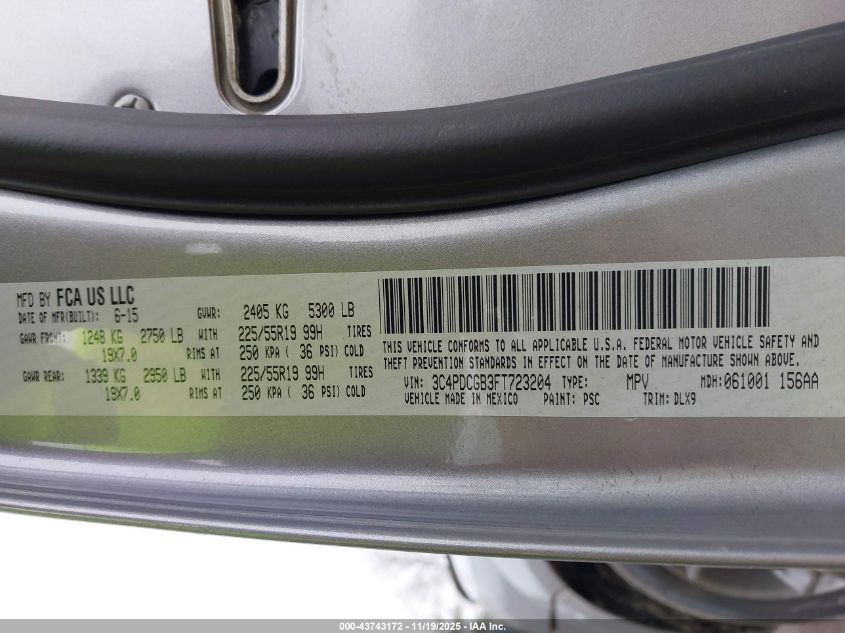 MFD BY FCA US LLC
DATE OF MFR(BUILT): 6-15 GVWR: 2405 KG 5300 LB
GAWR FRONT: 1248 KG 2750 LB WITH 225/55R19 99H TIRES
19X7.0 RIMS AT 250 KPA ( 36 PSI) COLD
GAWR REAR: 1339 KG 2950 LB WITH 225/55R19 99H TIRES
19X7.0 RIMS AT 250 KPA ( 36 PSI) COLD
THIS VEHICLE CONFORMS TO ALL APPLICABLE U.S.A. FEDERAL MOTOR VEHICLE SAFETY AND
THEFT PREVENTION STANDARDS IN EFFECT ON THE DATE OF MANUFACTURE SHOWN ABOVE.
VIN: 3C4PDCGB3FT723204 TYPE: MPV MDH:061001 156AA
VEHICLE MADE IN MEXICO PAINT: PSC TRIM: DLX9
000-43743172 - 11/19/2025 - IAA Inc.